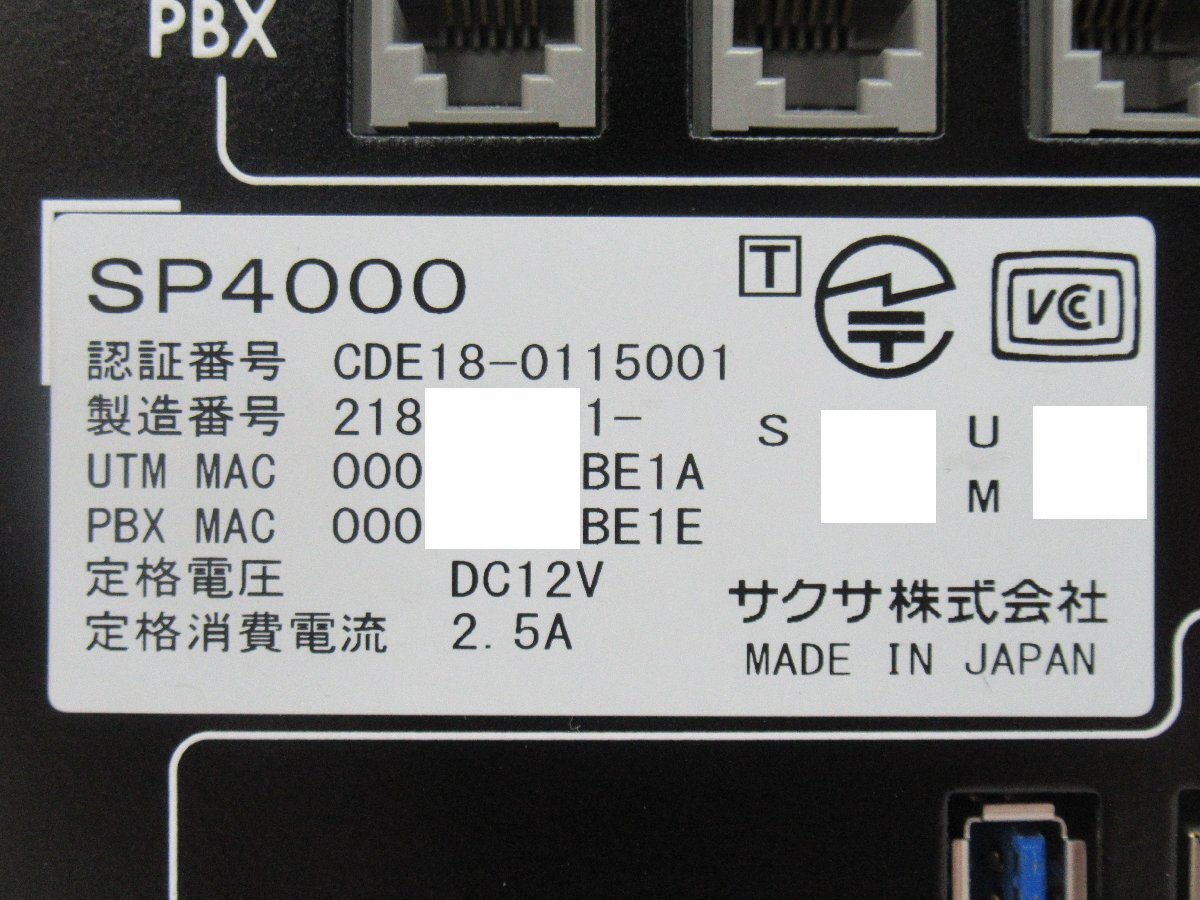 PBX
SP4000
T
VCCI
認証番号 CDE18-0115001
製造番号 218 1-
S U
UTM MAC 000 BE1A
M
PBX MAC 000 BE1E
定格電圧 DC12V
サクサ株式会社
定格消費電流 2.5A
MADE IN JAPAN